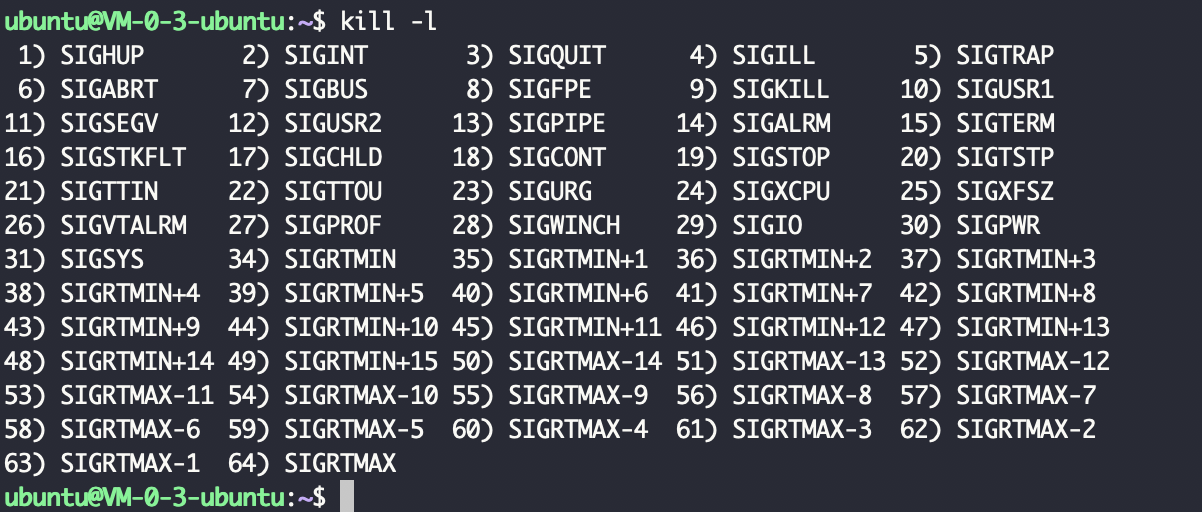 ubuntu@VM-0-3-ubuntu:~$ kill -l
 1) SIGHUP       2) SIGINT       3) SIGQUIT      4) SIGILL       5) SIGTRAP
 6) SIGABRT      7) SIGBUS       8) SIGFPE       9) SIGKILL     10) SIGUSR1
11) SIGSEGV     12) SIGUSR2     13) SIGPIPE     14) SIGALRM     15) SIGTERM
16) SIGSTKFLT   17) SIGCHLD     18) SIGCONT     19) SIGSTOP     20) SIGTSTP
21) SIGTTIN     22) SIGTTOU     23) SIGURG      24) SIGXCPU     25) SIGXFSZ
26) SIGVTALRM   27) SIGPROF     28) SIGWINCH    29) SIGIO       30) SIGPWR
31) SIGSYS      34) SIGRTMIN    35) SIGRTMIN+1  36) SIGRTMIN+2  37) SIGRTMIN+3
38) SIGRTMIN+4  39) SIGRTMIN+5  40) SIGRTMIN+6  41) SIGRTMIN+7  42) SIGRTMIN+8
43) SIGRTMIN+9  44) SIGRTMIN+10 45) SIGRTMIN+11 46) SIGRTMIN+12 47) SIGRTMIN+13
48) SIGRTMIN+14 49) SIGRTMIN+15 50) SIGRTMAX-14 51) SIGRTMAX-13 52) SIGRTMAX-12
53) SIGRTMAX-11 54) SIGRTMAX-10 55) SIGRTMAX-9  56) SIGRTMAX-8  57) SIGRTMAX-7
58) SIGRTMAX-6  59) SIGRTMAX-5  60) SIGRTMAX-4  61) SIGRTMAX-3  62) SIGRTMAX-2
63) SIGRTMAX-1  64) SIGRTMAX
ubuntu@VM-0-3-ubuntu:~$